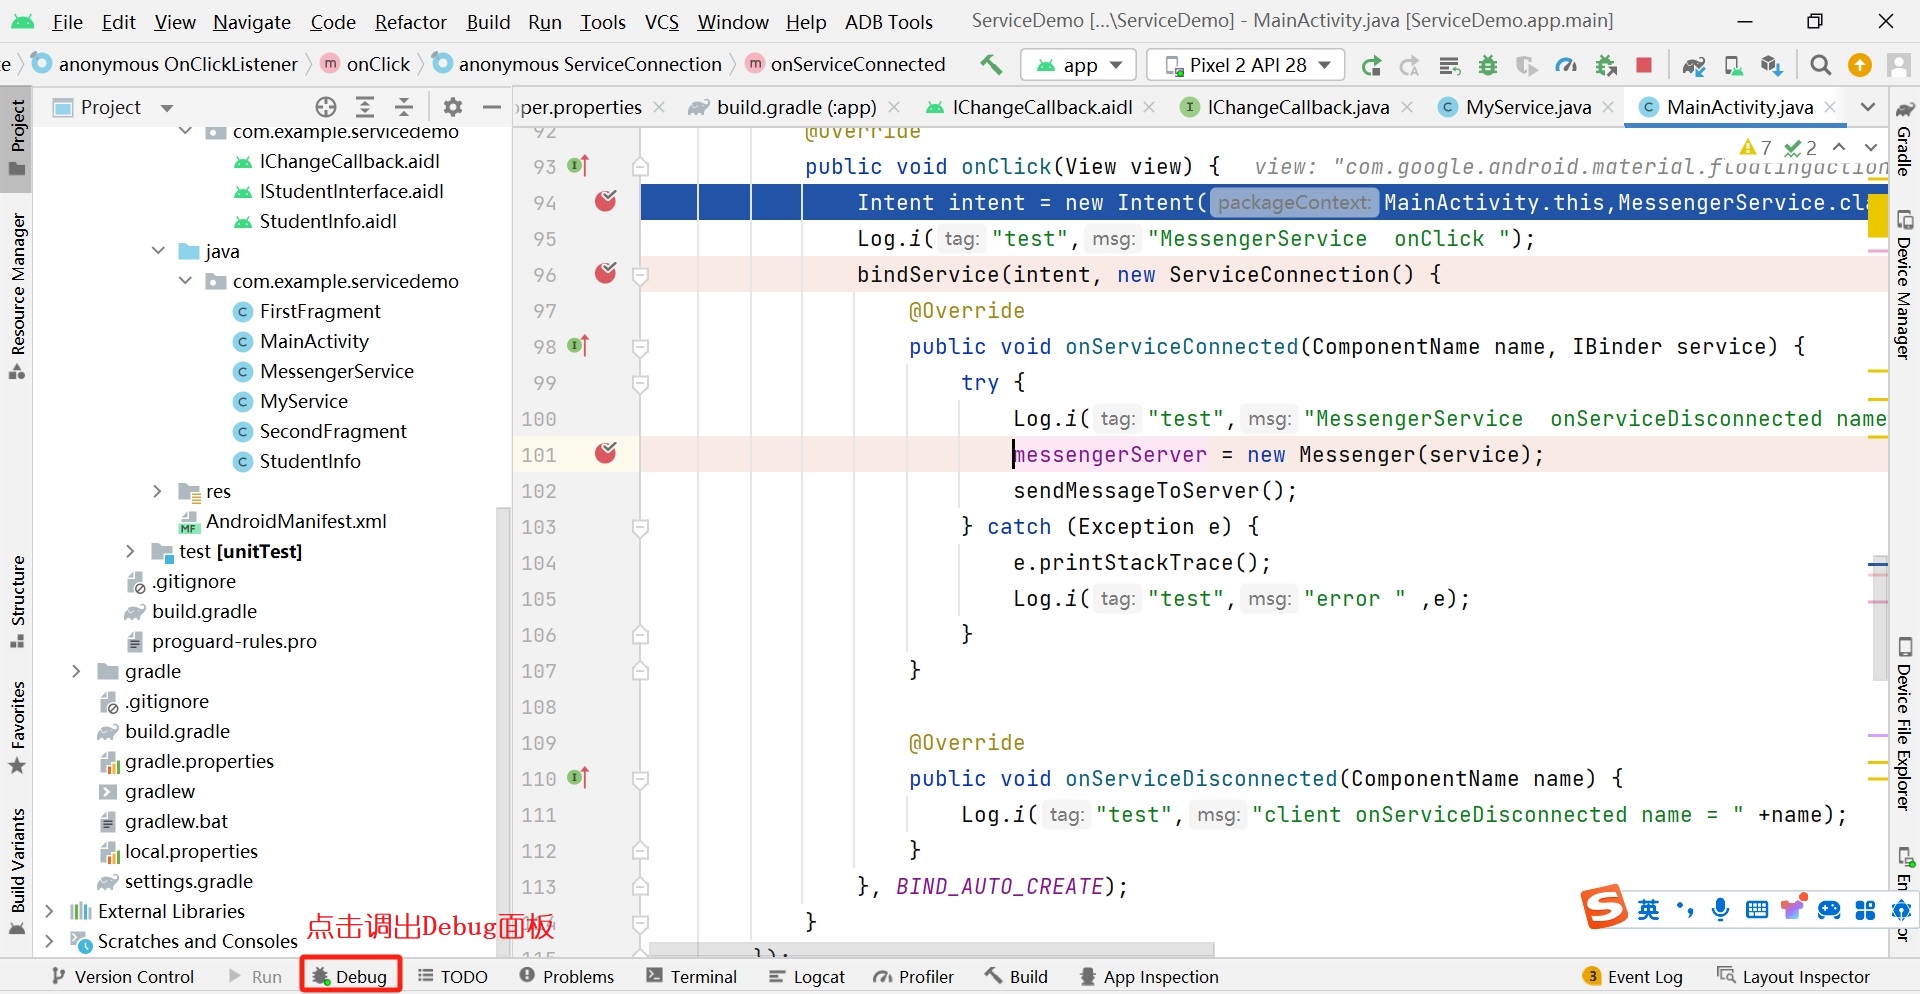 File Edit View Navigate Code Refactor Build Run Tools VCS Window Help ADB Tools ServiceDemo [...\ServiceDemo] - MainActivity.java [ServiceDemo.app.main]
e anonymous OnClickListener m onClick anonymous ServiceConnection m onServiceConnected app Pixel 2 API 28
Project
oper.properties build.gradle (:app) IChangeCallback.aidl IChangeCallback.java MyService.java MainActivity.java
Project
Resource Manager
Structure
Favorites
Build Variants
com.example.servicedemo
IChangeCallback.aidl
IStudentInterface.aidl
StudentInfo.aidl
java
com.example.servicedemo
FirstFragment
MainActivity
MessengerService
MyService
SecondFragment
StudentInfo
res
AndroidManifest.xml
test [unitTest]
.gitignore
build.gradle
proguard-rules.pro
gradle
.gitignore
build.gradle
gradle.properties
gradlew
gradlew.bat
local.properties
settings.gradle
External Libraries
Scratches and Consoles
点击调出Debug面板
92 @Override
93 public void onClick(View view) { view: "com.google.android.material.floatingaction
7 2
94 Intent intent = new Intent( packageContext: MainActivity.this,MessengerService.cla
95 Log.i( tag: "test", msg: "MessengerService  onClick ");
96 bindService(intent, new ServiceConnection() {
97 @Override
98 public void onServiceConnected(ComponentName name, IBinder service) {
99 try {
100 Log.i( tag: "test", msg: "MessengerService  onServiceDisconnected name
101 messengerServer = new Messenger(service);
102 sendMessageToServer();
103 } catch (Exception e) {
104 e.printStackTrace();
105 Log.i( tag: "test", msg: "error " ,e);
106 }
107 }
108
109 @Override
110 public void onServiceDisconnected(ComponentName name) {
111 Log.i( tag: "test", msg: "client onServiceDisconnected name = " +name);
112 }
113 }, BIND_AUTO_CREATE);
}
115 });
Gradle
Device Manager
Device File Explorer
英
Version Control Run Debug TODO Problems Terminal Logcat Profiler Build App Inspection 3 Event Log Layout Inspector